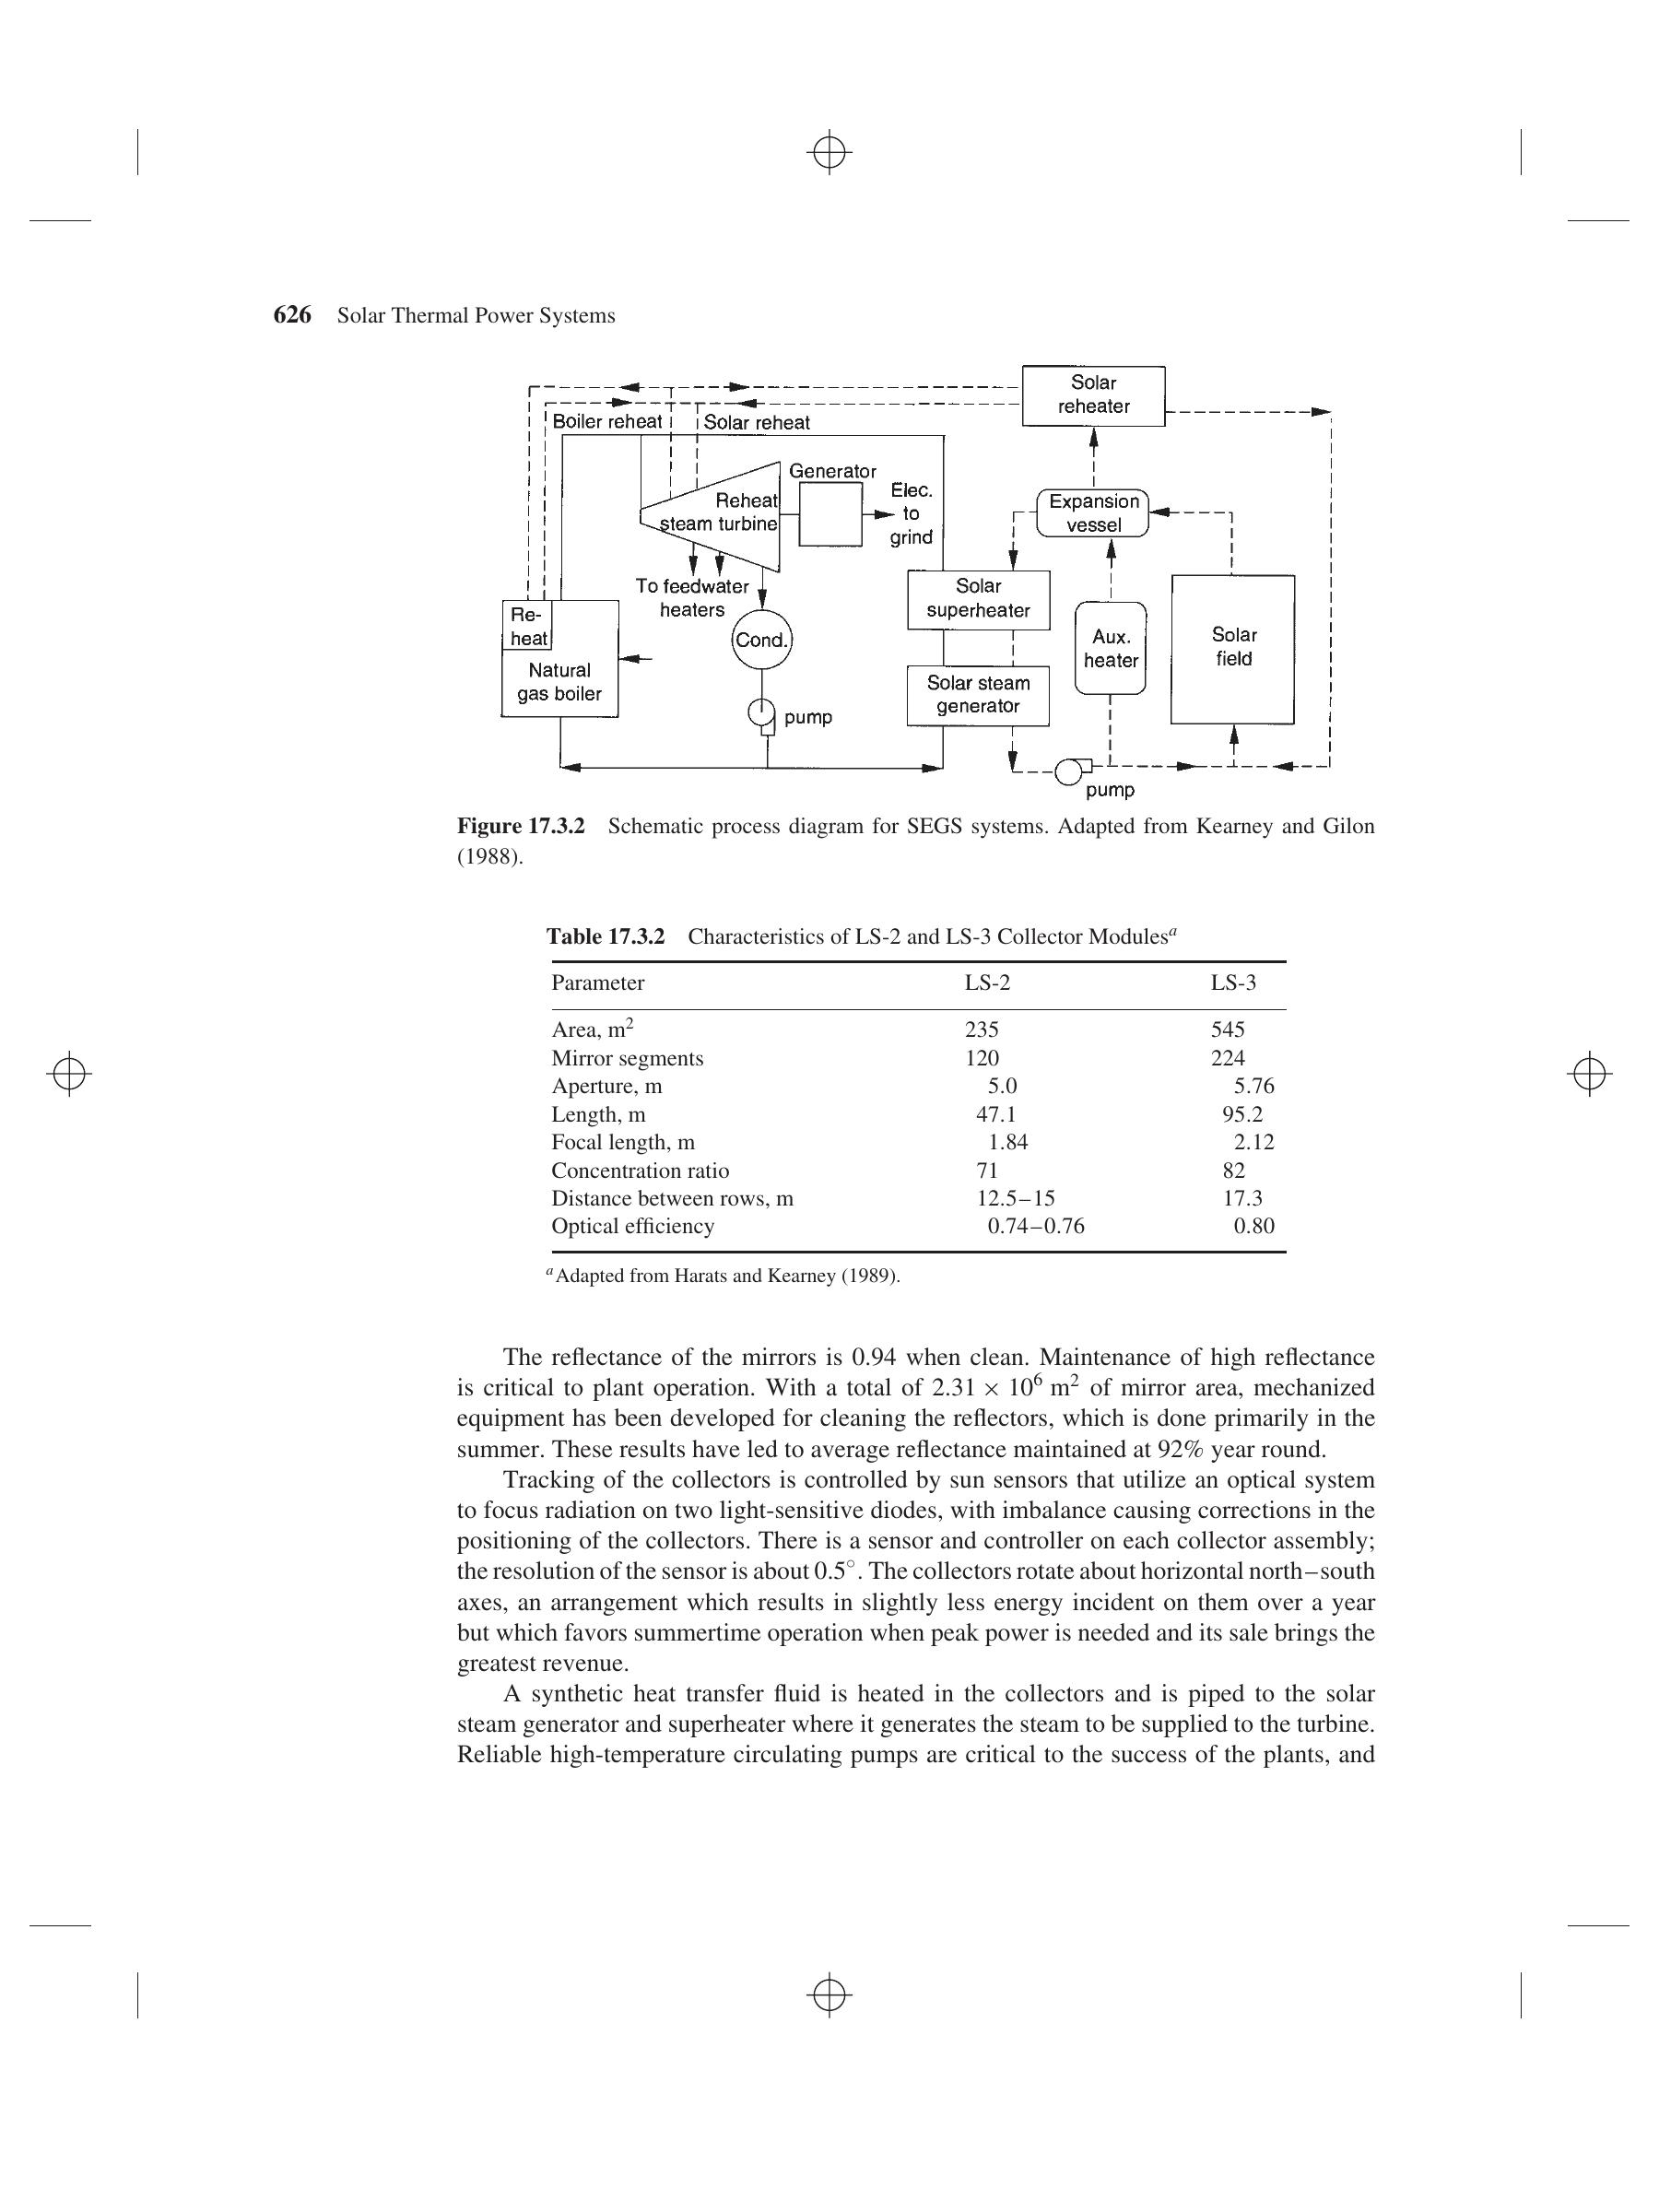 626 Solar Thermal Power Systems
Solar
reheater
Boiler reheat
Solar reheat
Generator
Elec.
to
grind
Reheat
steam turbine
Expansion
vessel
To feedwater
heaters
Solar
superheater
Re-
heat
Cond.
Aux.
heater
Solar
field
Natural
gas boiler
Solar steam
generator
pump
pump
Figure 17.3.2 Schematic process diagram for SEGS systems. Adapted from Kearney and Gilon
(1988).
Table 17.3.2 Characteristics of LS-2 and LS-3 Collector Modulesᵃ
Parameter LS-2 LS-3
Area, m² 235 545
Mirror segments 120 224
Aperture, m 5.0 5.76
Length, m 47.1 95.2
Focal length, m 1.84 2.12
Concentration ratio 71 82
Distance between rows, m 12.5–15 17.3
Optical efficiency 0.74–0.76 0.80
ᵃAdapted from Harats and Kearney (1989).
The reflectance of the mirrors is 0.94 when clean. Maintenance of high reflectance
is critical to plant operation. With a total of 2.31 × 10⁶ m² of mirror area, mechanized
equipment has been developed for cleaning the reflectors, which is done primarily in the
summer. These results have led to average reflectance maintained at 92% year round.
Tracking of the collectors is controlled by sun sensors that utilize an optical system
to focus radiation on two light-sensitive diodes, with imbalance causing corrections in the
positioning of the collectors. There is a sensor and controller on each collector assembly;
the resolution of the sensor is about 0.5°. The collectors rotate about horizontal north–south
axes, an arrangement which results in slightly less energy incident on them over a year
but which favors summertime operation when peak power is needed and its sale brings the
greatest revenue.
A synthetic heat transfer fluid is heated in the collectors and is piped to the solar
steam generator and superheater where it generates the steam to be supplied to the turbine.
Reliable high-temperature circulating pumps are critical to the success of the plants, and